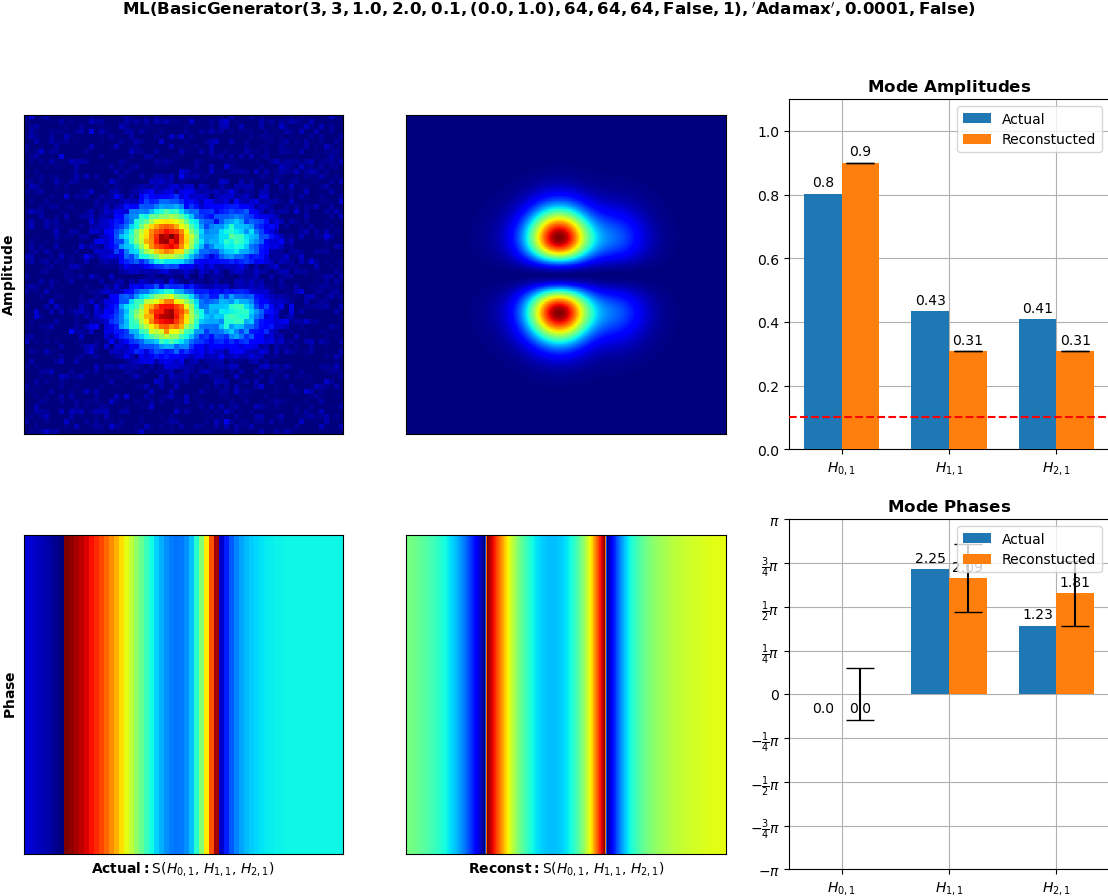 ML(BasicGenerator(3, 3, 1.0, 2.0, 0.1, (0.0, 1.0), 64, 64, 64, False, 1), ′Adamax′, 0.0001, False)
Amplitude
Mode Amplitudes
Actual
Reconstucted
1.0
0.8
0.6
0.4
0.2
0.0
0.8
0.9
0.43
0.31
0.41
0.31
H0,1
H1,1
H2,1
Phase
Actual: S(H0,1, H1,1, H2,1)
Reconst: S(H0,1, H1,1, H2,1)
Mode Phases
Actual
Reconstucted
π
3/4π
1/2π
1/4π
0
−1/4π
−1/2π
−3/4π
−π
0.0
0.0
2.25
2.09
1.23
1.81
H0,1
H1,1
H2,1